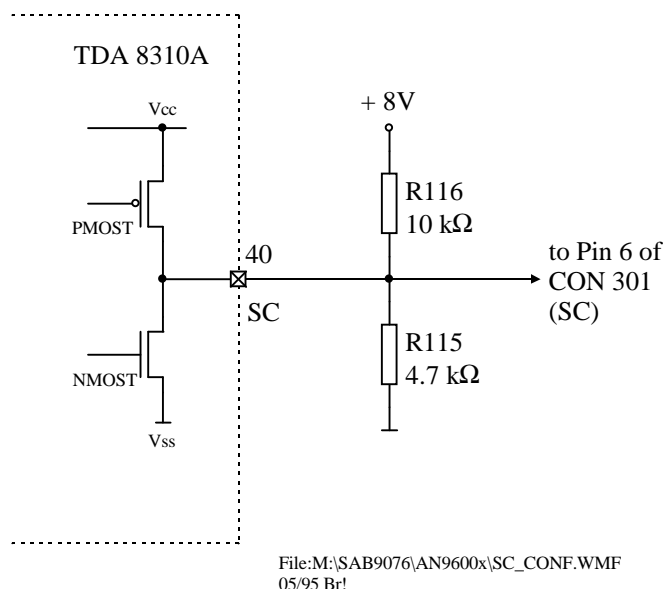 TDA 8310A
Vcc
+ 8V
PMOST
R116
10 kΩ
40
SC
to Pin 6 of
CON 301
(SC)
NMOST
R115
4.7 kΩ
Vss
File:M:\SAB9076\AN9600x\SC_CONF.WMF
05/95 Br!